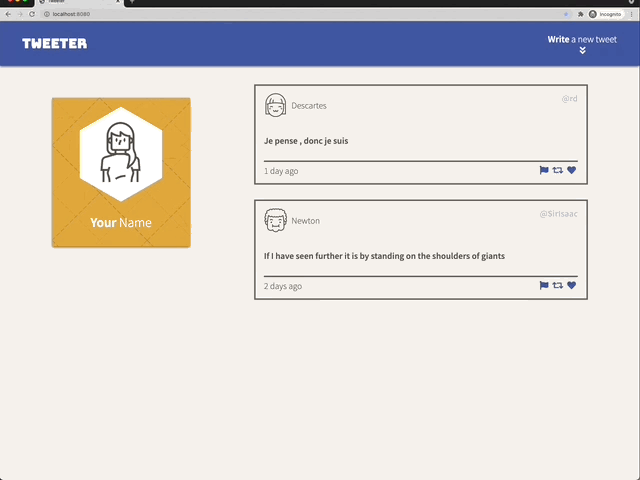 Tweeter
localhost:8080
Incognito
TWEETER
Write a new tweet
Your Name
Descartes
@rd
Je pense , donc je suis
1 day ago
Newton
@SirIsaac
If I have seen further it is by standing on the shoulders of giants
2 days ago